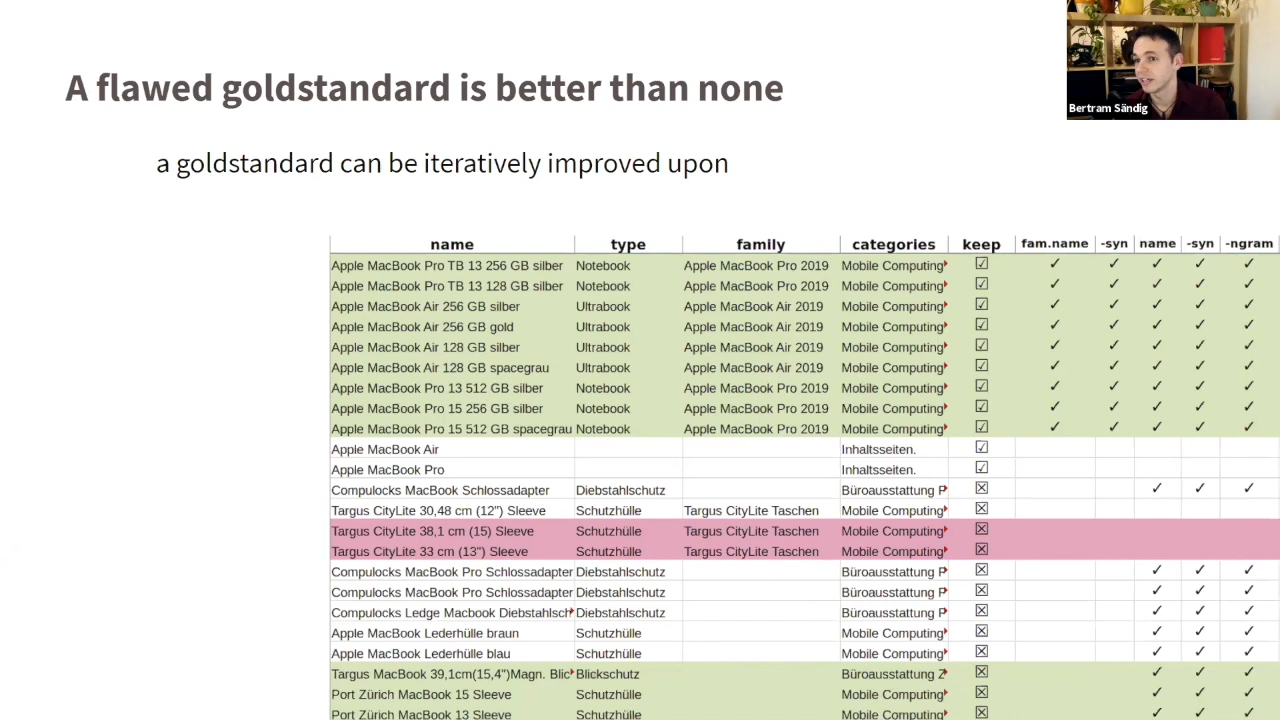 A flawed goldstandard is better than none
Bertram Sändig
a goldstandard can be iteratively improved upon
name type family categories keep fam.name -syn name -syn -ngram
Apple MacBook Pro TB 13 256 GB silber Notebook Apple MacBook Pro 2019 Mobile Computing ☑ ✓ ✓ ✓ ✓ ✓
Apple MacBook Pro TB 13 128 GB silber Notebook Apple MacBook Pro 2019 Mobile Computing ☑ ✓ ✓ ✓ ✓ ✓
Apple MacBook Air 256 GB silber Ultrabook Apple MacBook Air 2019 Mobile Computing ☑ ✓ ✓ ✓ ✓ ✓
Apple MacBook Air 256 GB gold Ultrabook Apple MacBook Air 2019 Mobile Computing ☑ ✓ ✓ ✓ ✓ ✓
Apple MacBook Air 128 GB silber Ultrabook Apple MacBook Air 2019 Mobile Computing ☑ ✓ ✓ ✓ ✓ ✓
Apple MacBook Air 128 GB spacegrau Ultrabook Apple MacBook Air 2019 Mobile Computing ☑ ✓ ✓ ✓ ✓ ✓
Apple MacBook Pro 13 512 GB silber Notebook Apple MacBook Pro 2019 Mobile Computing ☑ ✓ ✓ ✓ ✓ ✓
Apple MacBook Pro 15 256 GB silber Notebook Apple MacBook Pro 2019 Mobile Computing ☑ ✓ ✓ ✓ ✓ ✓
Apple MacBook Pro 15 512 GB spacegrau Notebook Apple MacBook Pro 2019 Mobile Computing ☑ ✓ ✓ ✓ ✓ ✓
Apple MacBook Air Inhaltsseiten. ☑
Apple MacBook Pro Inhaltsseiten. ☑
Compulocks MacBook Schlossadapter Diebstahlschutz Büroausstattung P ☒ ✓ ✓ ✓
Targus CityLite 30,48 cm (12") Sleeve Schutzhülle Targus CityLite Taschen Mobile Computing ☒
Targus CityLite 38,1 cm (15) Sleeve Schutzhülle Targus CityLite Taschen Mobile Computing ☒
Targus CityLite 33 cm (13") Sleeve Schutzhülle Targus CityLite Taschen Mobile Computing ☒
Compulocks MacBook Pro Schlossadapter Diebstahlschutz Büroausstattung P ☒ ✓ ✓ ✓
Compulocks MacBook Pro Schlossadapter Diebstahlschutz Büroausstattung P ☒ ✓ ✓ ✓
Compulocks Ledge Macbook Diebstahlsch Diebstahlschutz Büroausstattung P ☒ ✓ ✓ ✓
Apple MacBook Lederhülle braun Schutzhülle Mobile Computing ☒ ✓ ✓ ✓
Apple MacBook Lederhülle blau Schutzhülle Mobile Computing ☒ ✓ ✓ ✓
Targus MacBook 39,1cm(15,4")Magn. Blic Blickschutz Büroausstattung Z ☒ ✓ ✓ ✓
Port Zürich MacBook 15 Sleeve Schutzhülle Mobile Computing ☒ ✓ ✓ ✓
Port Zürich MacBook 13 Sleeve Schutzhülle Mobile Computing ☒ ✓ ✓ ✓